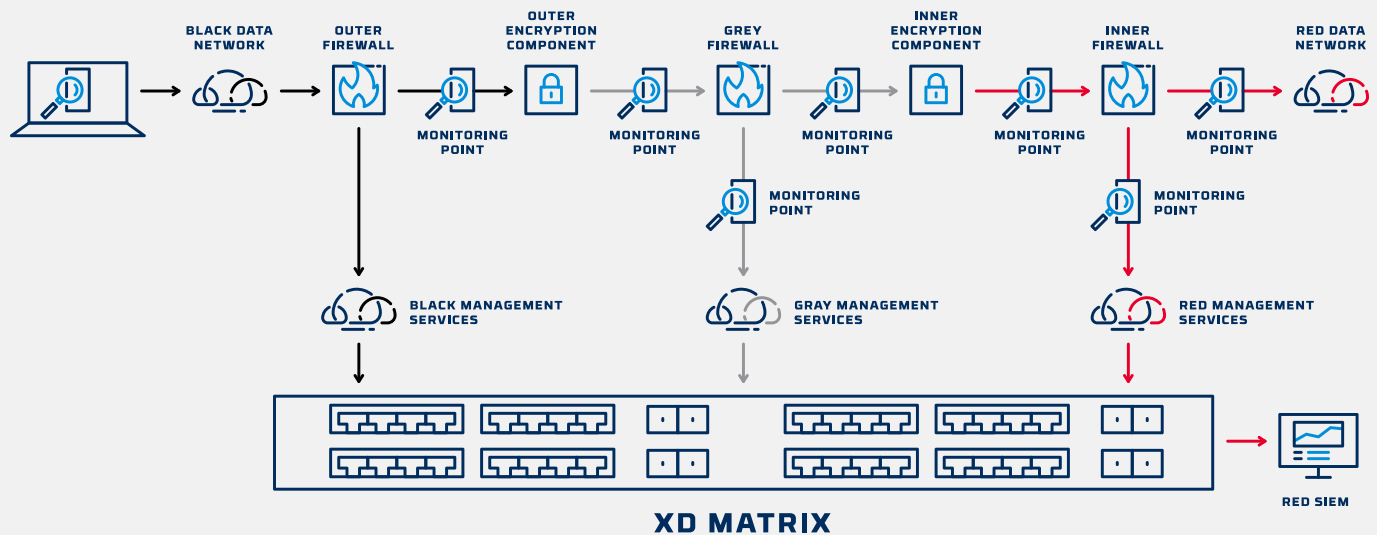 BLACK DATA
NETWORK
OUTER
FIREWALL
OUTER
ENCRYPTION
COMPONENT
GREY
FIREWALL
INNER
ENCRYPTION
COMPONENT
INNER
FIREWALL
RED DATA
NETWORK
MONITORING
POINT
MONITORING
POINT
MONITORING
POINT
MONITORING
POINT
MONITORING
POINT
MONITORING
POINT
MONITORING
POINT
BLACK MANAGEMENT
SERVICES
GRAY MANAGEMENT
SERVICES
RED MANAGEMENT
SERVICES
RED SIEM
XD MATRIX